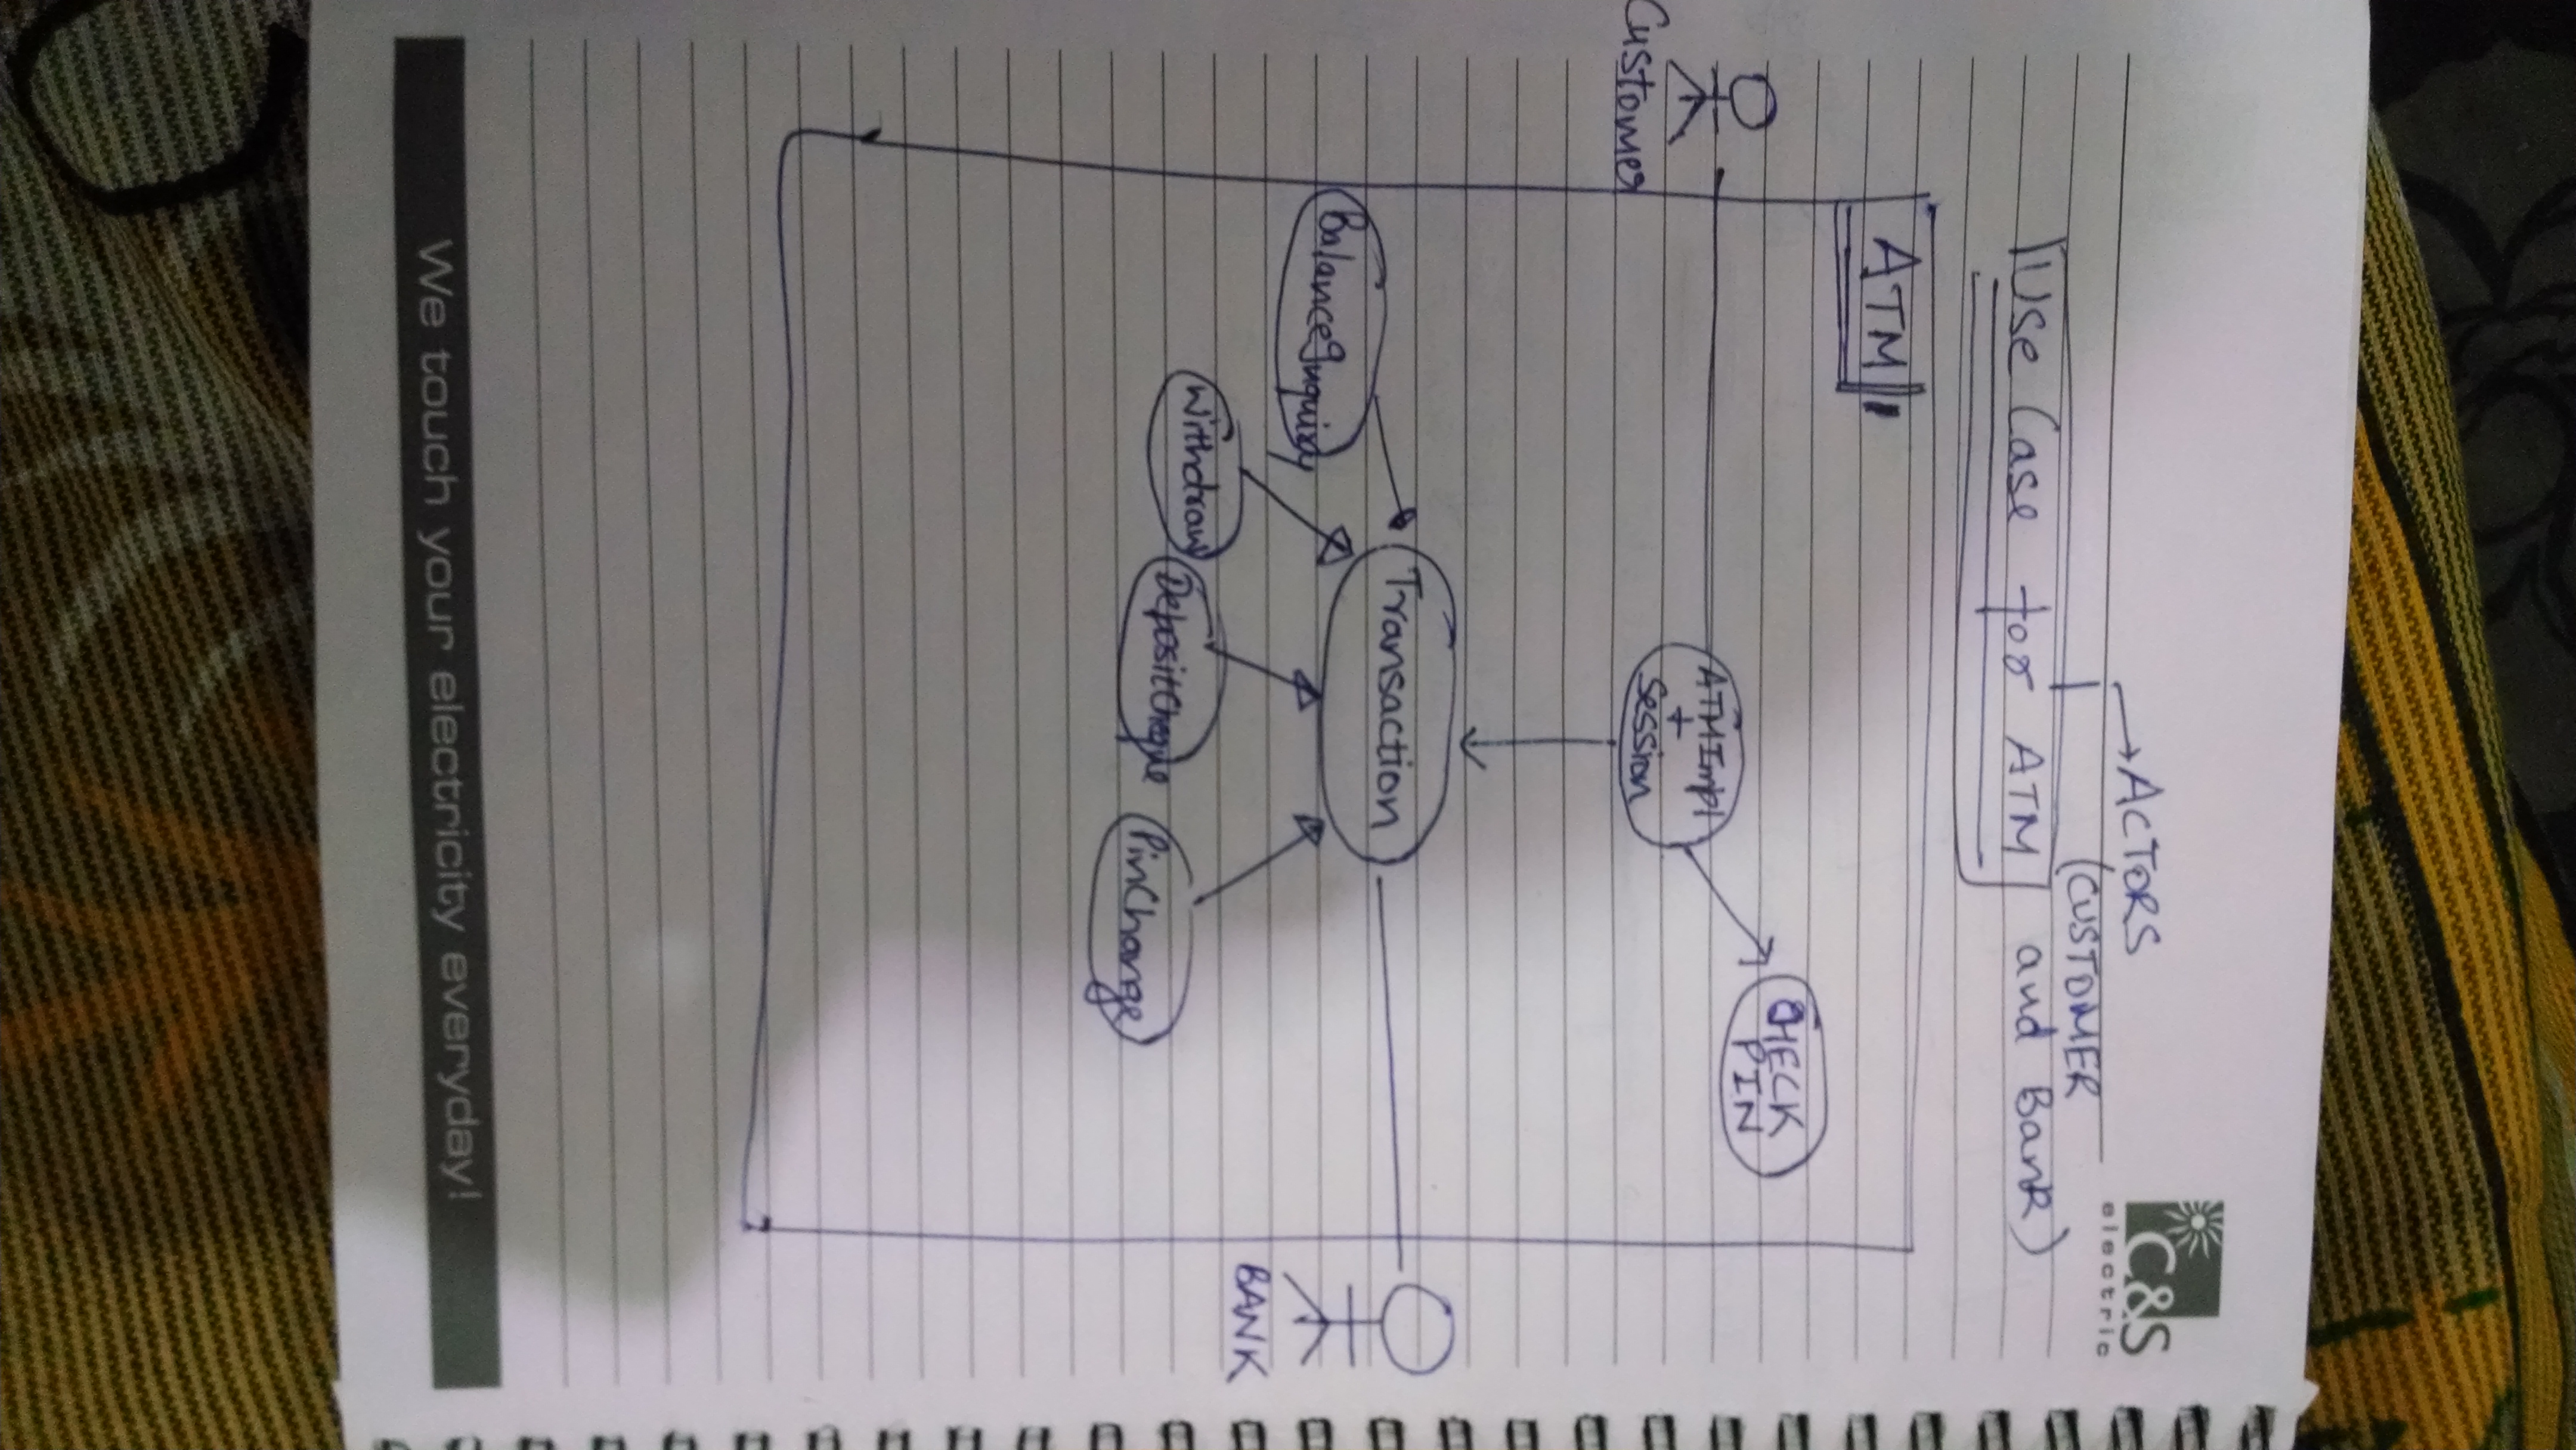 C&S
electric
→ACTORS
(CUSTOMER
Use Case for ATM and Bank)
ATM
CHECK
PIN
Customer
ATMImpl
+
Session
Transaction
BANK
BalanceInquiry
Withdraw
DepositCheque
PinChange
We touch your electricity everyday!